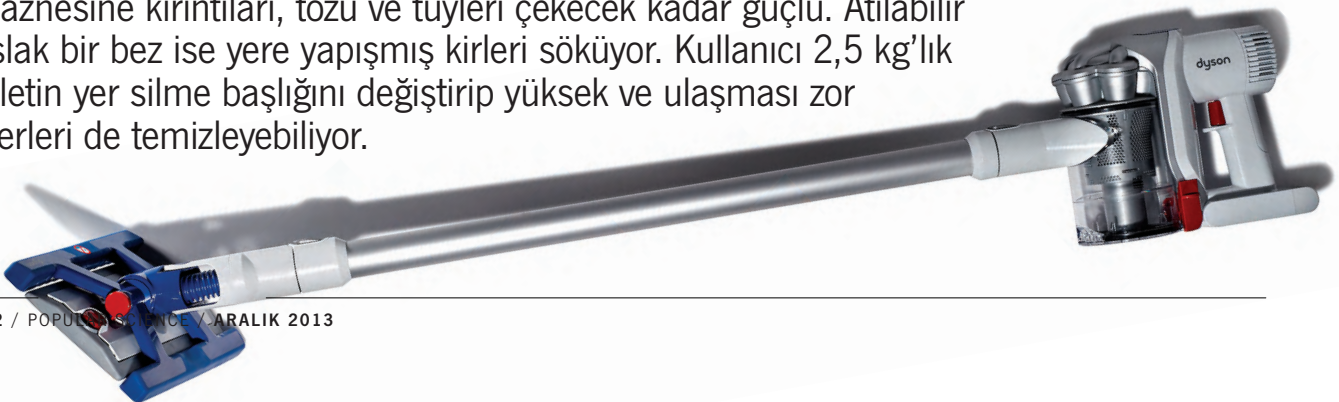 aznesine kırıntıları, tozu ve tüyleri çekecek kadar güçlü. Atılabilir
slak bir bez ise yere yapışmış kirleri söküyor. Kullanıcı 2,5 kg’lık
letin yer silme başlığını değiştirip yüksek ve ulaşması zor
erleri de temizleyebiliyor.
dyson
2 / POPULAR SCIENCE / ARALIK 2013